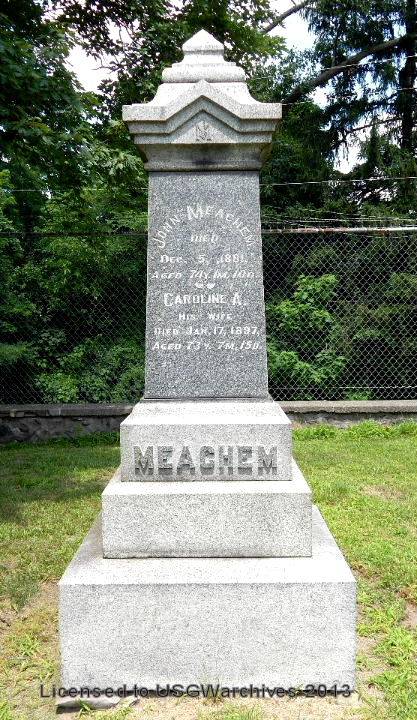 JOHN MEACHEM
DIED
DEC. 5, 1881,
AGED 74Y. 1M. 10D.
CAROLINE A.
HIS WIFE
DIED JAN. 17, 1897,
AGED 73Y. 7M. 15D.
MEACHEM
Licensed to USGWarchives 2013